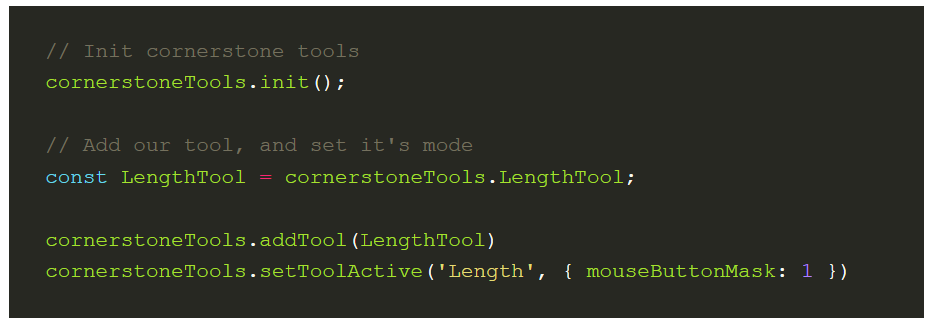 // Init cornerstone tools
cornerstoneTools.init();
// Add our tool, and set it's mode
const LengthTool = cornerstoneTools.LengthTool;
cornerstoneTools.addTool(LengthTool)
cornerstoneTools.setToolActive('Length', { mouseButtonMask: 1 })